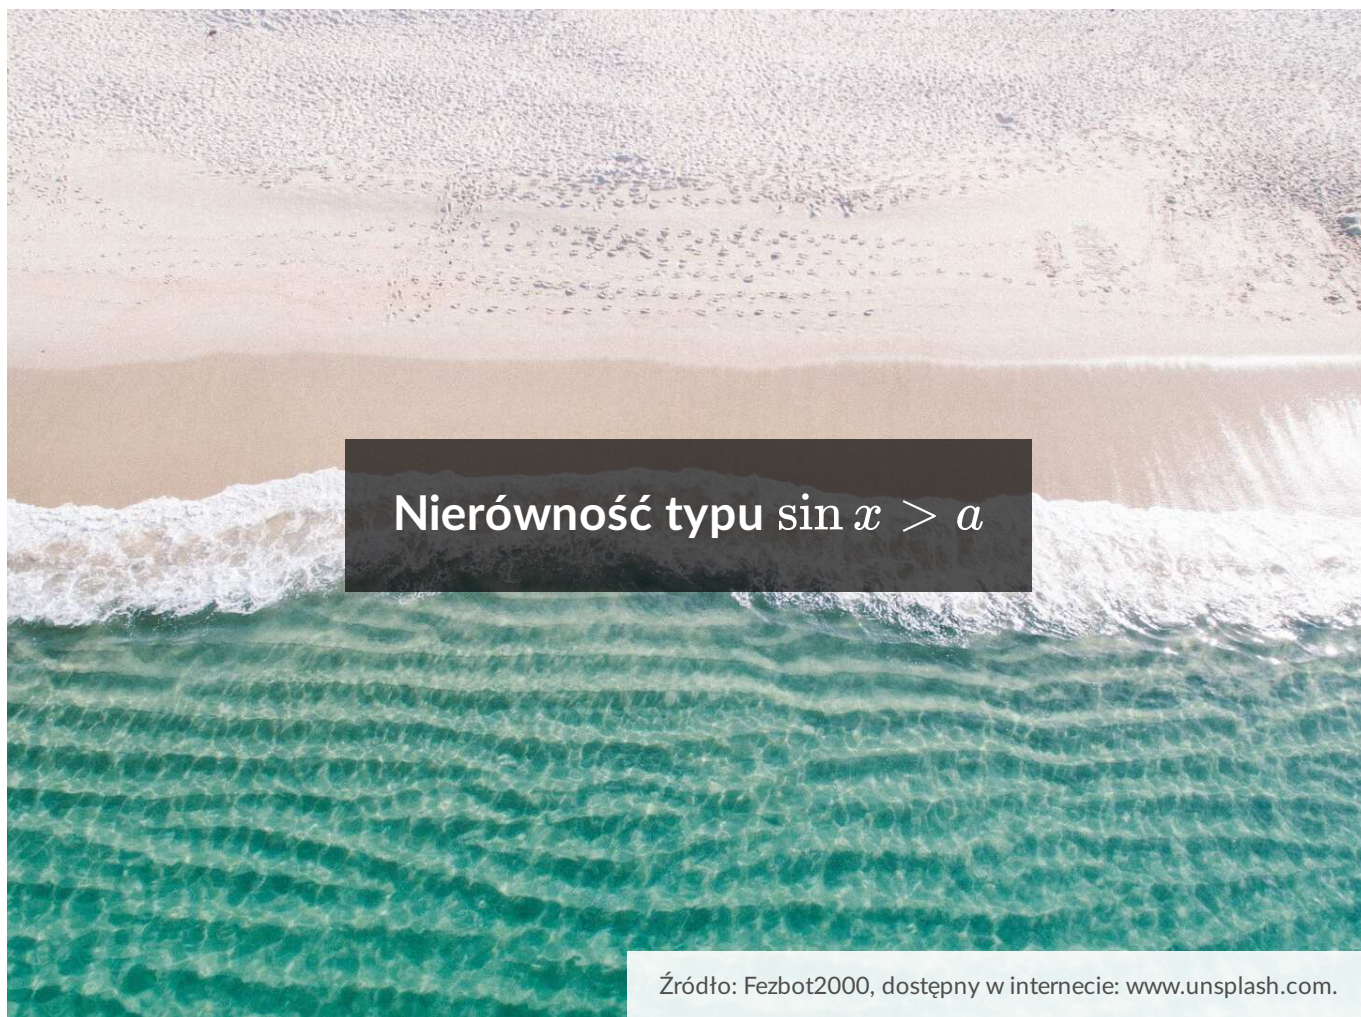 Nierówność typu sin x > a
Źródło: Fezbot2000, dostępny w internecie: www.unsplash.com.